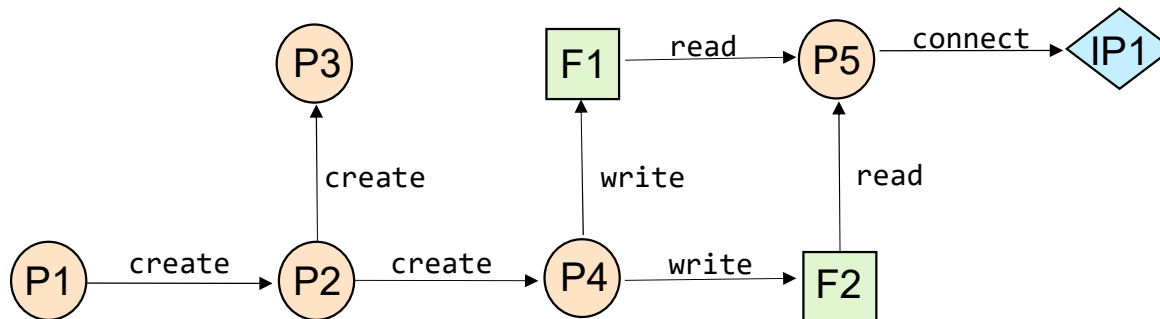 P3
F1
read
P5
connect
IP1
create
write
read
P1
create
P2
create
P4
write
F2